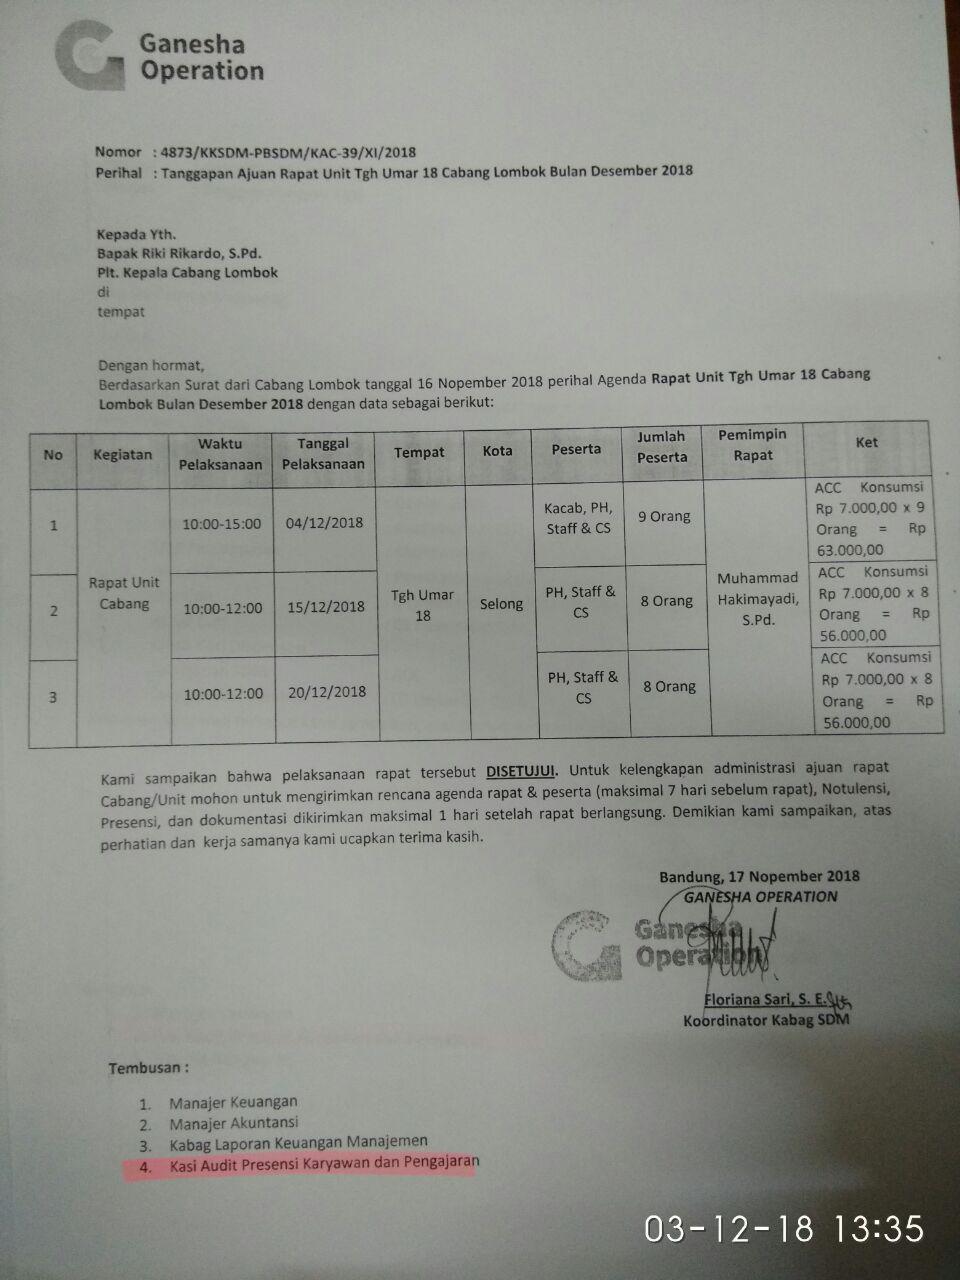 Ganesha
Operation
Nomor : 4873/KKSDM-PBSDM/KAC-39/XI/2018
Perihal : Tanggapan Ajuan Rapat Unit Tgh Umar 18 Cabang Lombok Bulan Desember 2018
Kepada Yth.
Bapak Riki Rikardo, S.Pd.
Plt. Kepala Cabang Lombok
di
tempat
Dengan hormat,
Berdasarkan Surat dari Cabang Lombok tanggal 16 Nopember 2018 perihal Agenda Rapat Unit Tgh Umar 18 Cabang
Lombok Bulan Desember 2018 dengan data sebagai berikut:
No Kegiatan Waktu Pelaksanaan Tanggal Pelaksanaan Tempat Kota Peserta Jumlah Peserta Pemimpin Rapat Ket
1 Rapat Unit Cabang 10:00-15:00 04/12/2018 Tgh Umar 18 Selong Kacab, PH, Staff & CS 9 Orang Muhammad Hakimayadi, S.Pd. ACC Konsumsi Rp 7.000,00 x 9 Orang = Rp 63.000,00
2 10:00-12:00 15/12/2018 PH, Staff & CS 8 Orang ACC Konsumsi Rp 7.000,00 x 8 Orang = Rp 56.000,00
3 10:00-12:00 20/12/2018 PH, Staff & CS 8 Orang ACC Konsumsi Rp 7.000,00 x 8 Orang = Rp 56.000,00
Kami sampaikan bahwa pelaksanaan rapat tersebut DISETUJUI. Untuk kelengkapan administrasi ajuan rapat
Cabang/Unit mohon untuk mengirimkan rencana agenda rapat & peserta (maksimal 7 hari sebelum rapat), Notulensi,
Presensi, dan dokumentasi dikirimkan maksimal 1 hari setelah rapat berlangsung. Demikian kami sampaikan, atas
perhatian dan kerja samanya kami ucapkan terima kasih.
Bandung, 17 Nopember 2018
GANESHA OPERATION
Ganesha
Operation
Floriana Sari, S. E.
Koordinator Kabag SDM
Tembusan :
1. Manajer Keuangan
2. Manajer Akuntansi
3. Kabag Laporan Keuangan Manajemen
4. Kasi Audit Presensi Karyawan dan Pengajaran
03-12-18 13:35